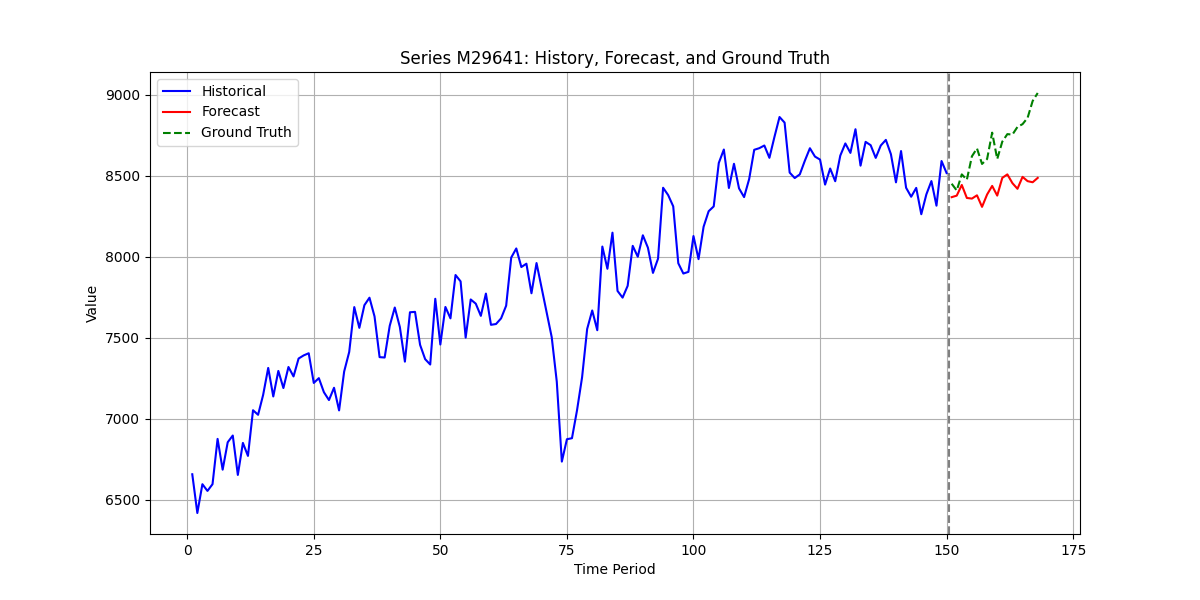 Series M29641: History, Forecast, and Ground Truth
Historical
Forecast
Ground Truth
9000
8500
8000
7500
7000
6500
Value
0 25 50 75 100 125 150 175
Time Period